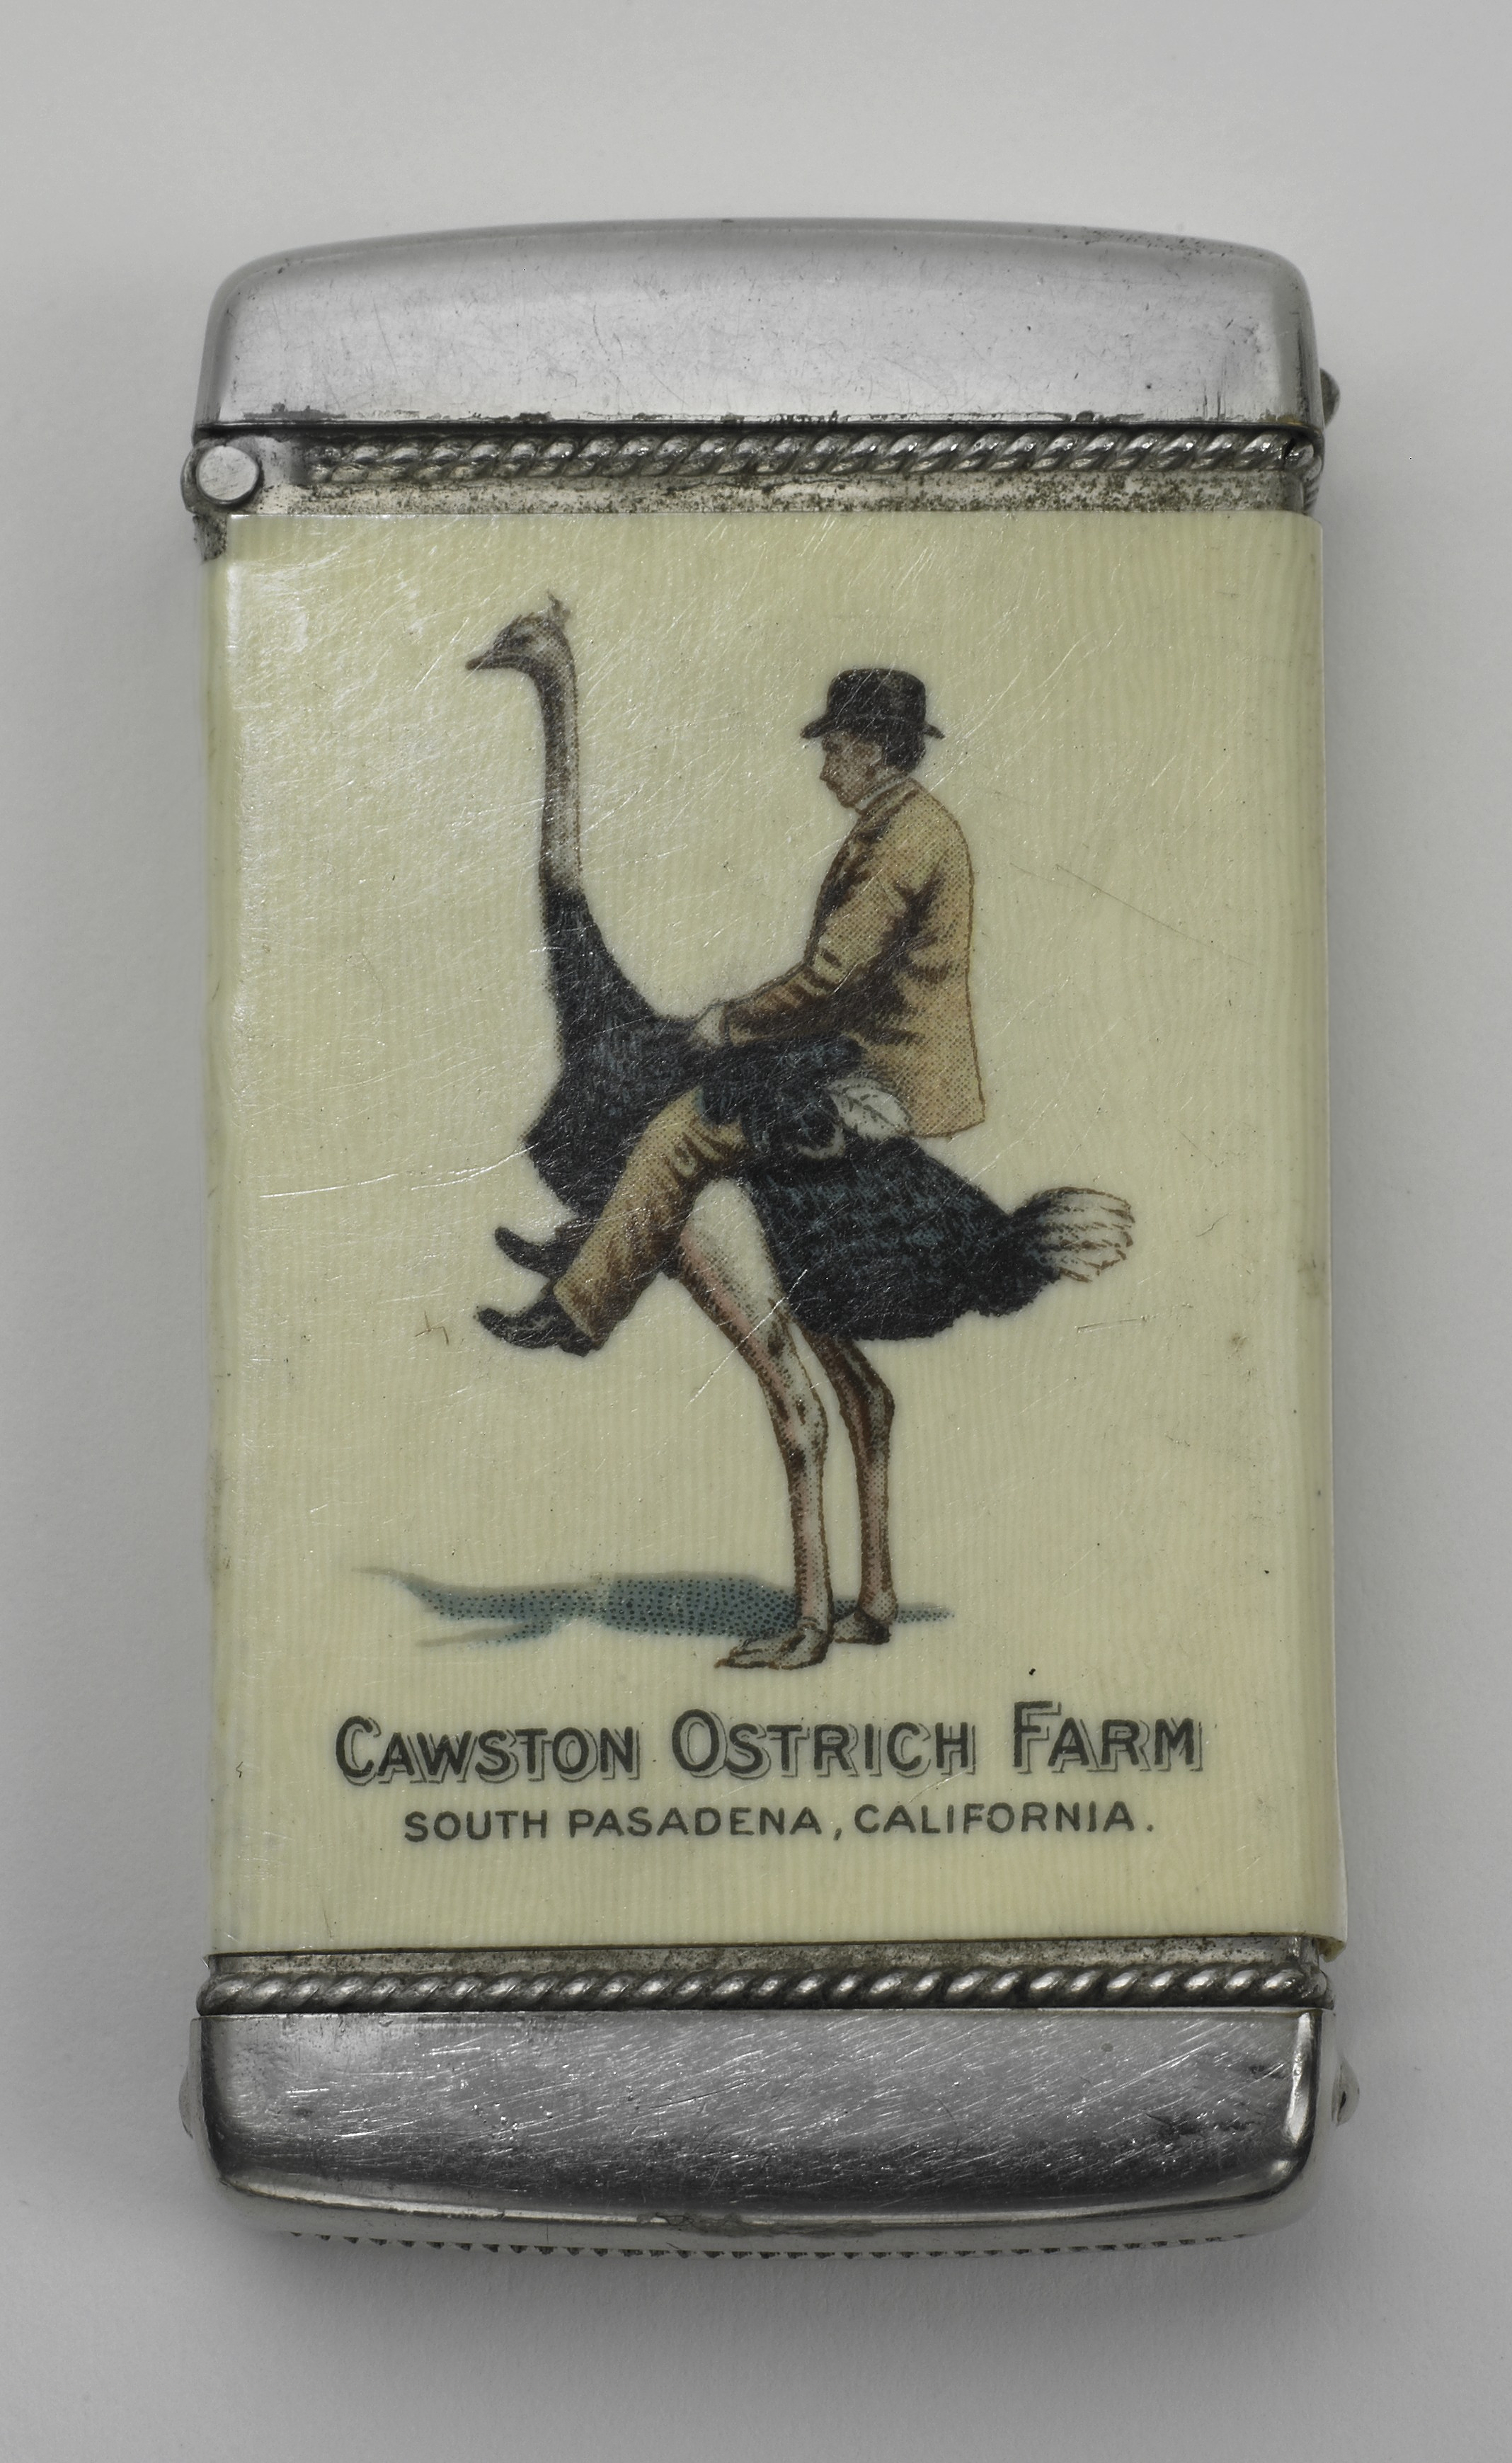 CAWSTON OSTRICH FARM
SOUTH PASADENA, CALIFORNIA.